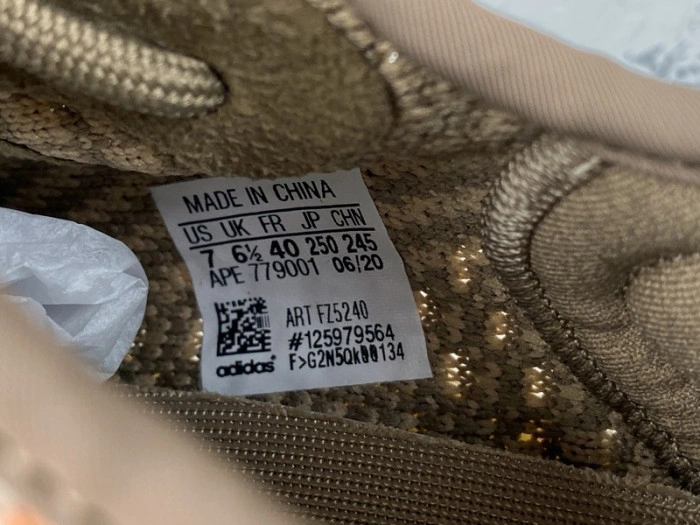 MADE IN CHINA
US UK FR JP CHN
7 6½ 40 250 245
APE 779001 06/20
ART FZ5240
#125979564
adidas